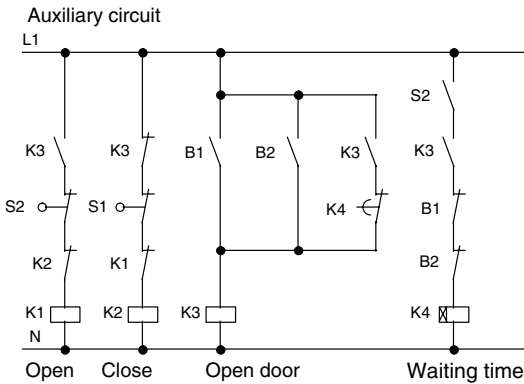 Auxiliary circuit
L1
S2
K3 K3 B1 B2 K3 K3
S2 S1 K4 B1
K2 K1 B2
K1 K2 K3 K4
N
Open Close Open door Waiting time